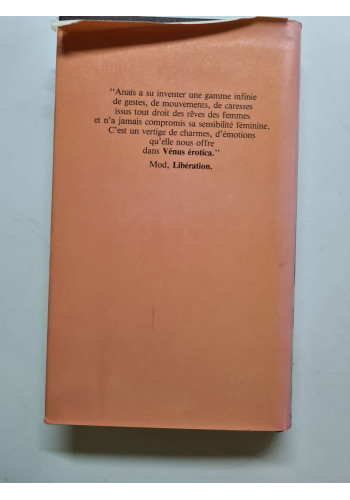 "Anaïs a su inventer une gamme infinie
de gestes, de mouvements, de caresses
issus tout droit des rêves des femmes
et n'a jamais compromis sa sensibilité féminine.
C'est un vertige de charmes, d'émotions
qu'elle nous offre
dans Vénus érotica."
Mod, Libération.